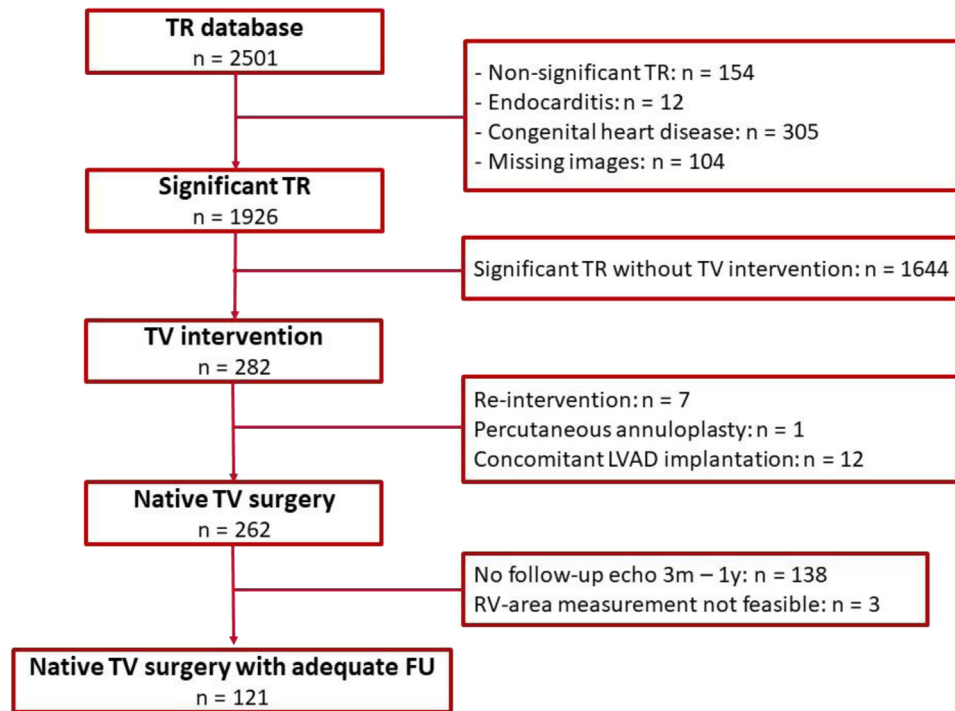 TR database
n = 2501
- Non-significant TR: n = 154
- Endocarditis: n = 12
- Congenital heart disease: n = 305
- Missing images: n = 104
Significant TR
n = 1926
Significant TR without TV intervention: n = 1644
TV intervention
n = 282
Re-intervention: n = 7
Percutaneous annuloplasty: n = 1
Concomitant LVAD implantation: n = 12
Native TV surgery
n = 262
No follow-up echo 3m – 1y: n = 138
RV-area measurement not feasible: n = 3
Native TV surgery with adequate FU
n = 121